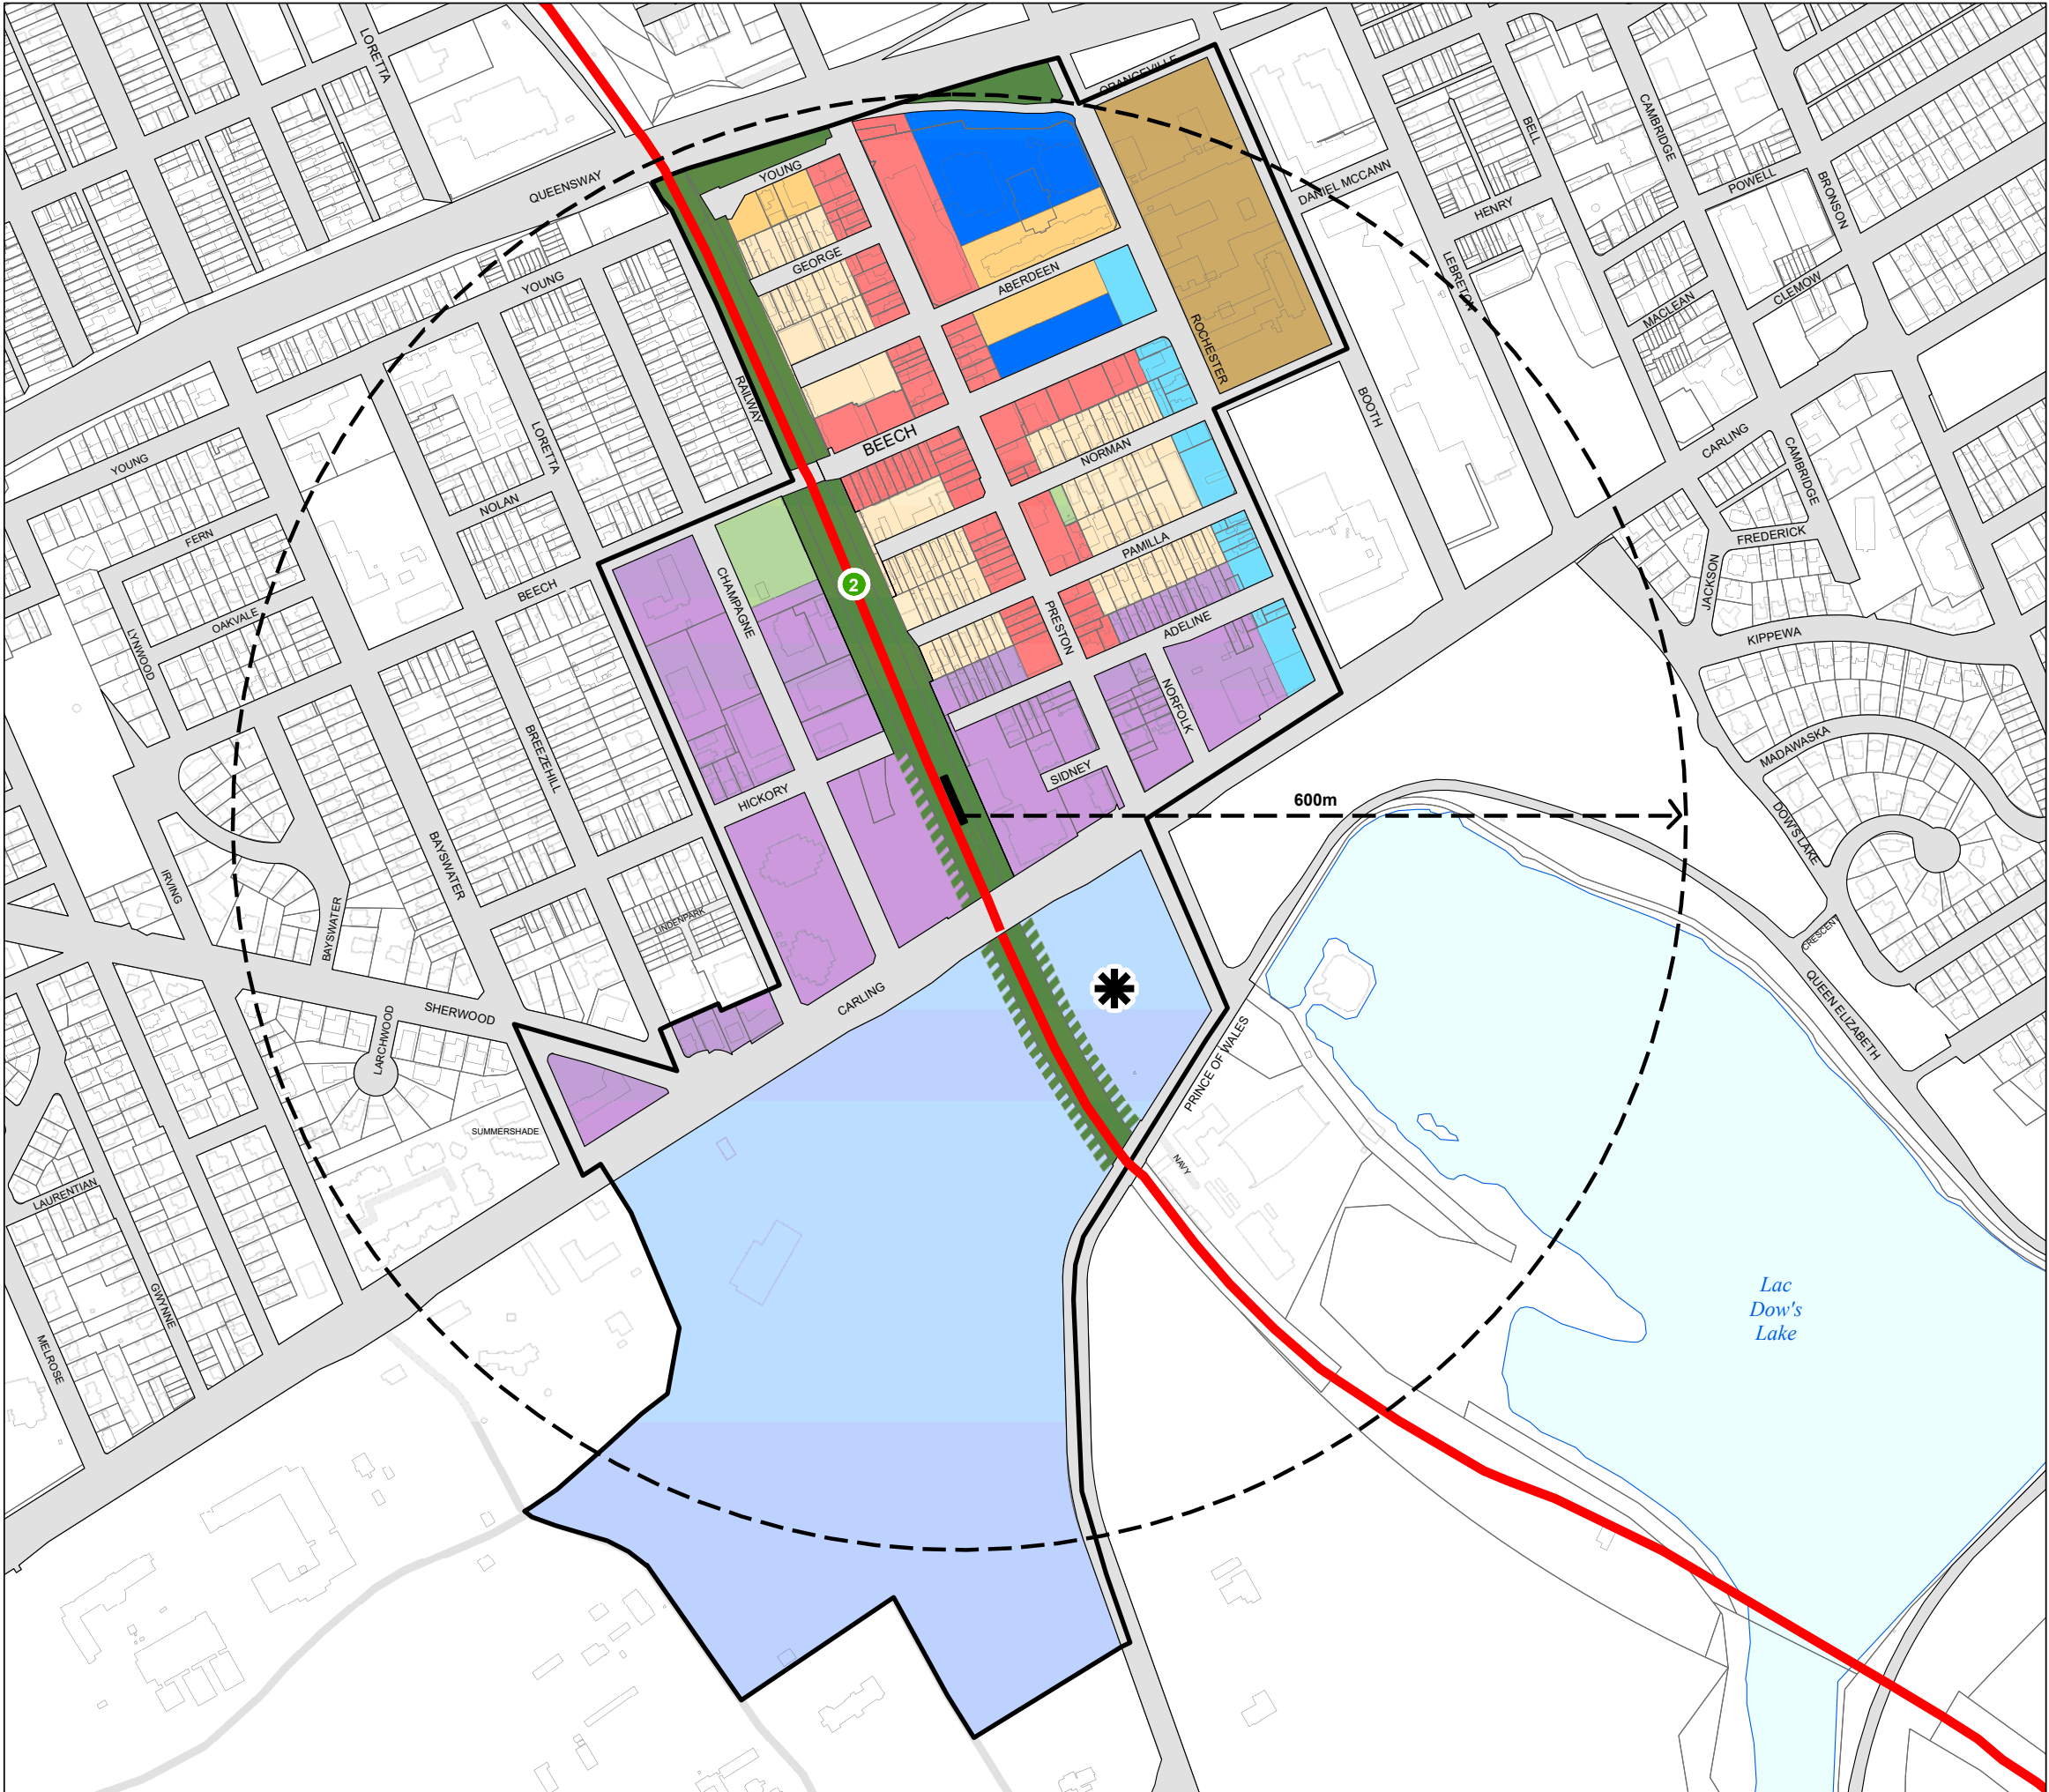 LORETTA
ORANGEVILLE
QUEENSWAY
YOUNG
CAMBRIDGE
BELL
DANIEL MCCANN
POWELL
BRONSON
HENRY
GEORGE
ABERDEEN
YOUNG
LEBRETON
CLEMOW
MACLEAN
ROCHESTER
RAILWAY
BOOTH
BEECH
LORETTA
YOUNG
NORMAN
CARLING
CAMBRIDGE
NOLAN
FERN
PAMILLA
FREDERICK
2
CHAMPAGNE
BEECH
JACKSON
OAKVALE
LYNWOOD
PRESTON
ADELINE
KIPPEWA
NORFOLK
MADAWASKA
BREEZEHILL
SIDNEY
HICKORY
600m
DOW'S LAKE
BAYSWATER
IRVING
BAYSWATER
LINDENPARK
CRESCENT
CARLING
QUEEN ELIZABETH
SHERWOOD
LARCHWOOD
PRINCE OF WALES
SUMMERSHADE
NAVY
LAURENTIAN
GWYNNE
MELROSE
Lac
Dow's
Lake